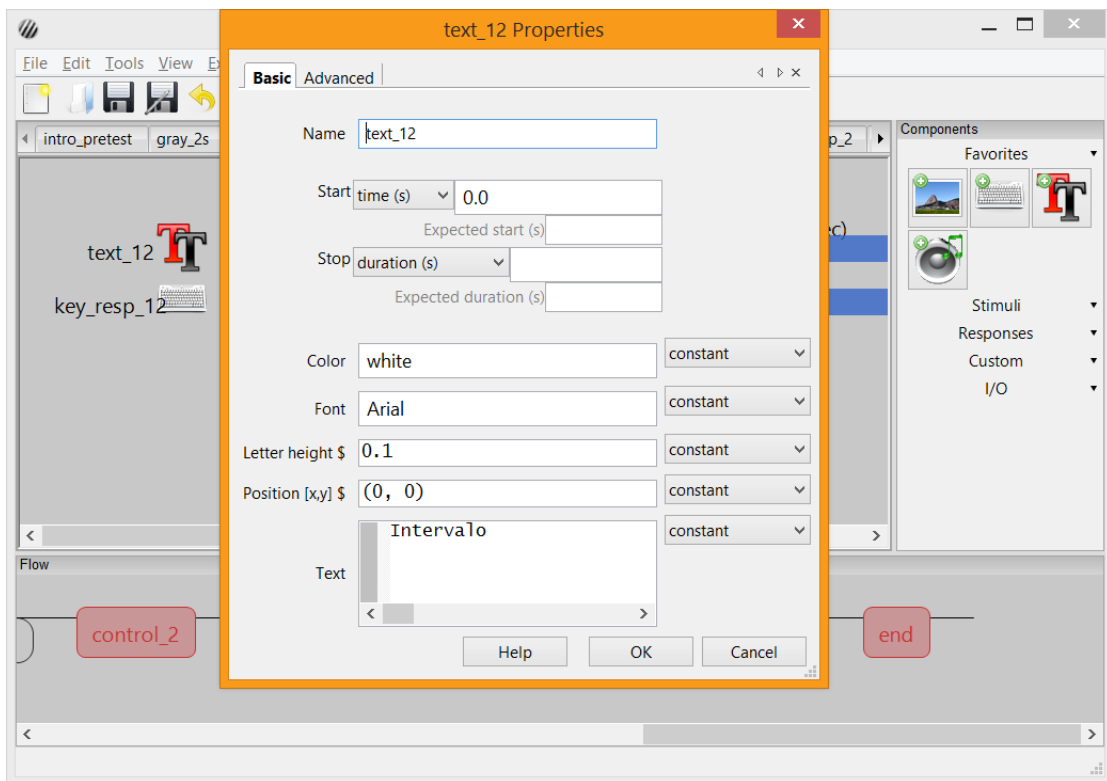 text_12 Properties
File Edit Tools View
Basic Advanced
intro_pretest gray_2s
p_2
Components
Favorites
Name text_12
Start time (s) 0.0
Expected start (s)
Stop duration (s)
Expected duration (s)
text_12
key_resp_12
Stimuli
Responses
Custom
I/O
Color white constant
Font Arial constant
Letter height $ 0.1 constant
Position [x,y] $ (0, 0) constant
Text Intervalo constant
Flow
control_2
end
Help OK Cancel